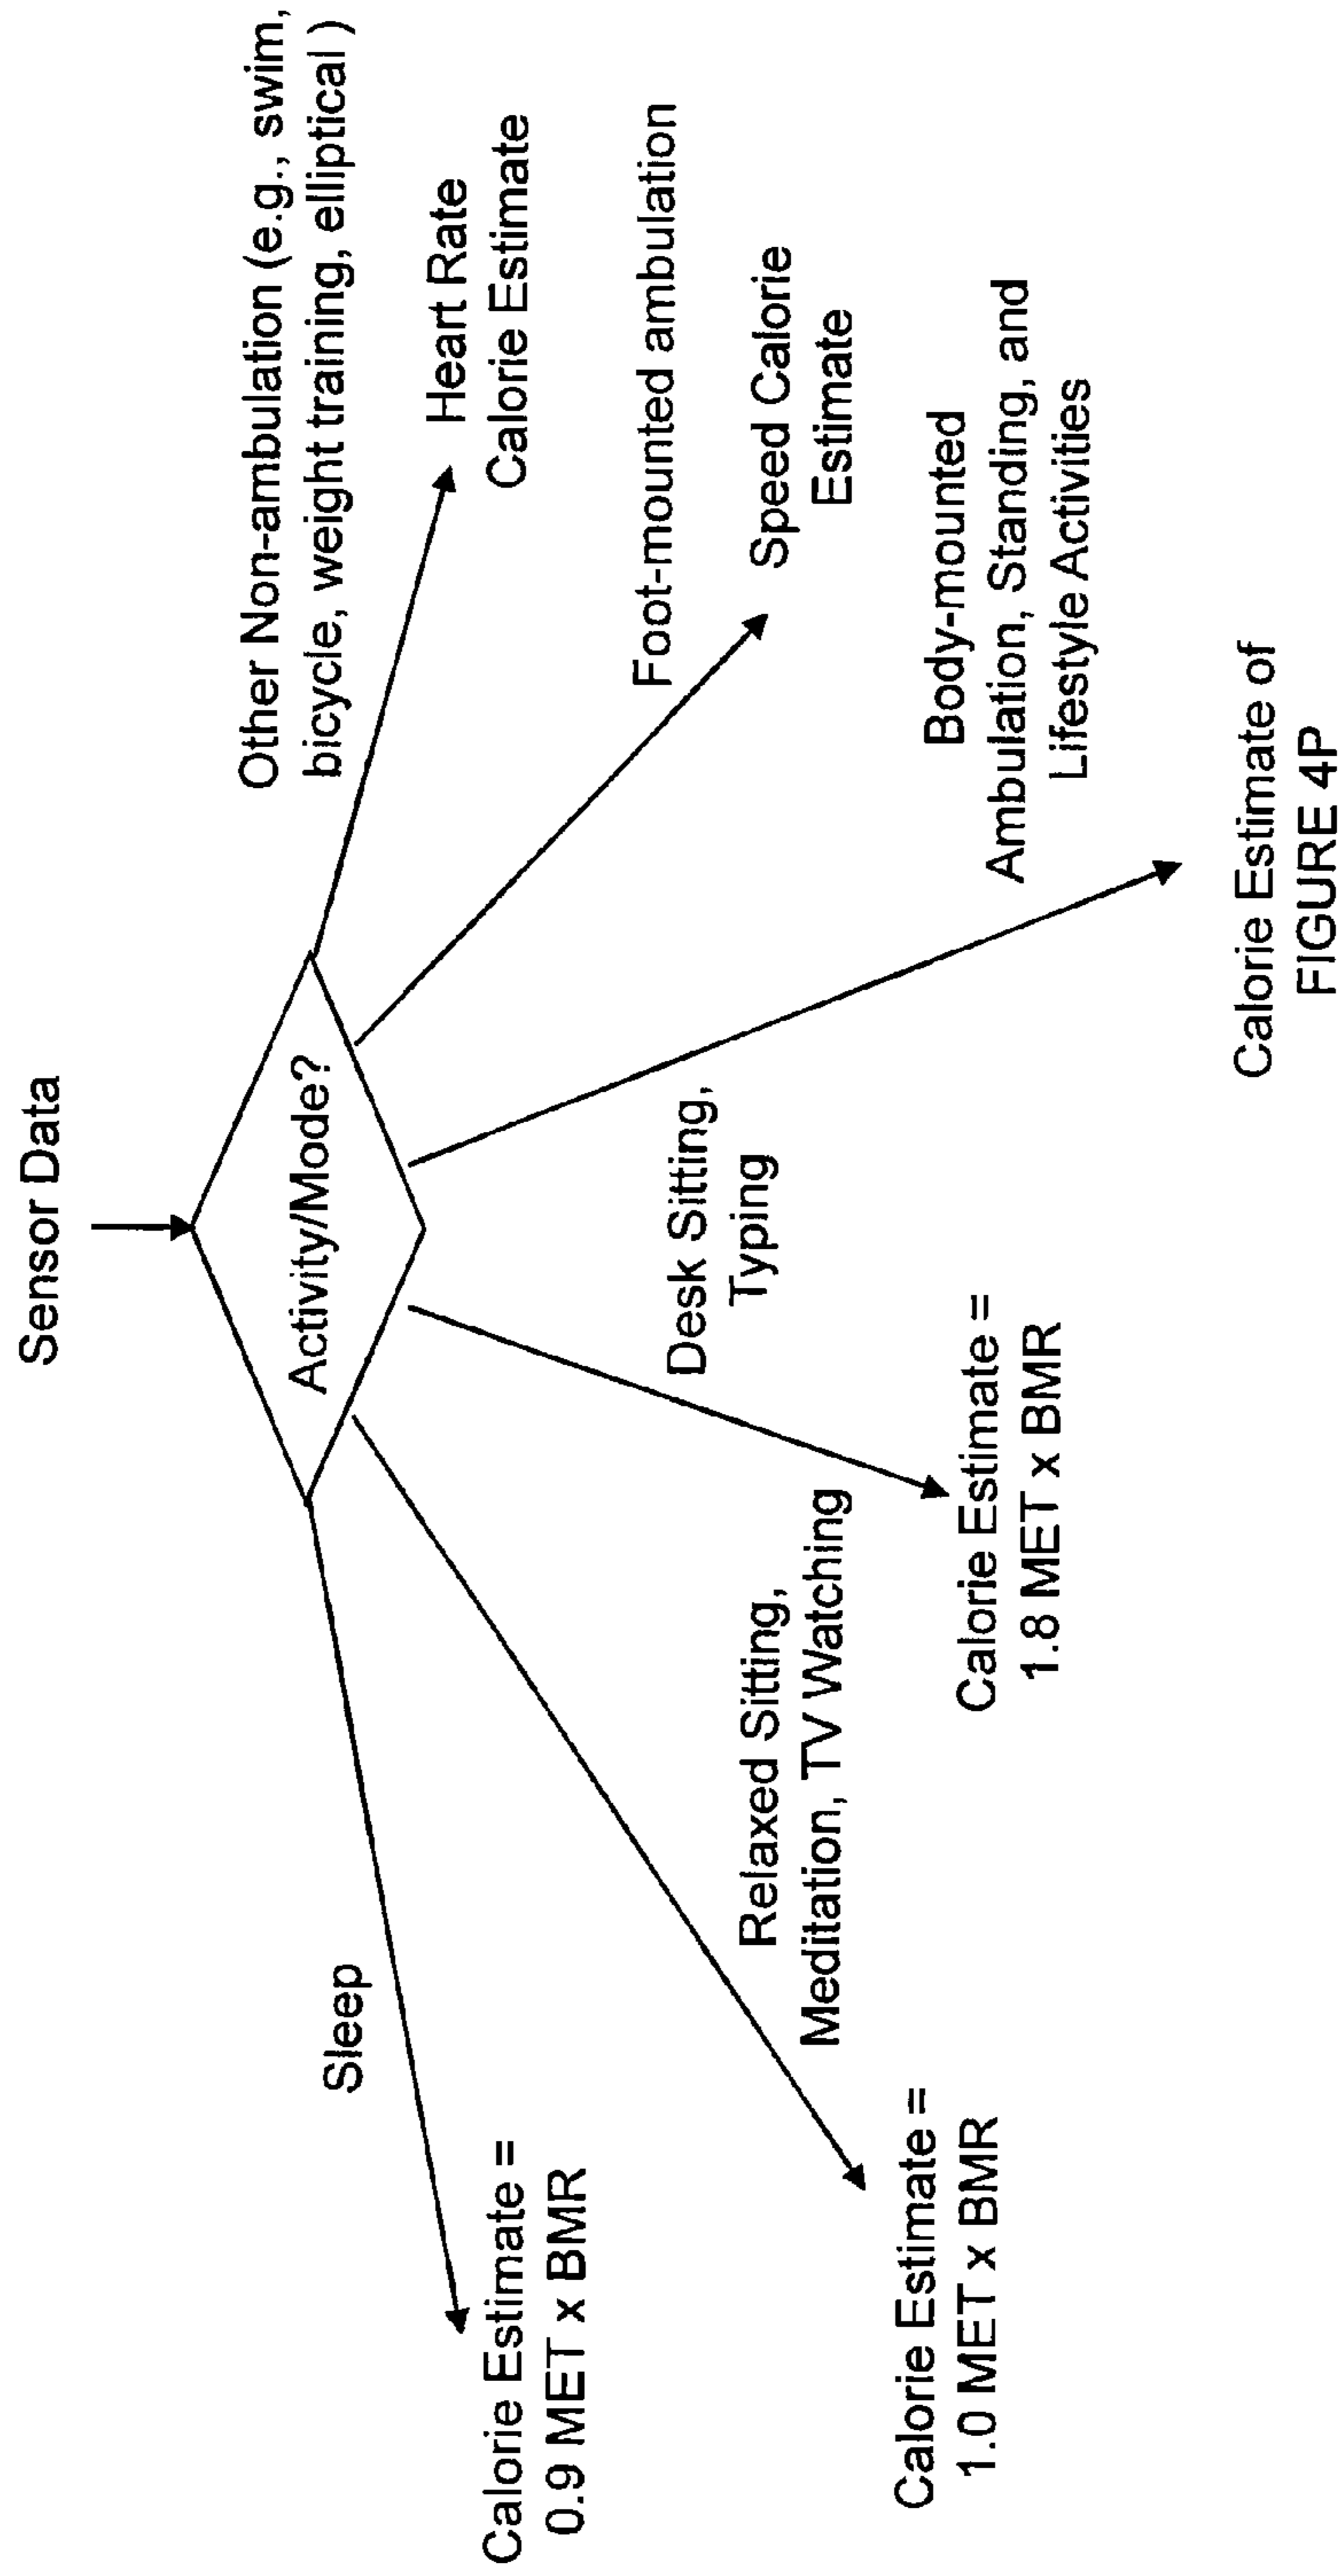 Sensor Data
Activity/Mode?
Sleep
Calorie Estimate =
0.9 MET x BMR
Relaxed Sitting,
Meditation, TV Watching
Calorie Estimate =
1.0 MET x BMR
Desk Sitting,
Typing
Calorie Estimate =
1.8 MET x BMR
Body-mounted
Ambulation, Standing, and
Lifestyle Activities
Calorie Estimate of
FIGURE 4P
Foot-mounted ambulation
Speed Calorie
Estimate
Other Non-ambulation (e.g., swim,
bicycle, weight training, elliptical )
Heart Rate
Calorie Estimate